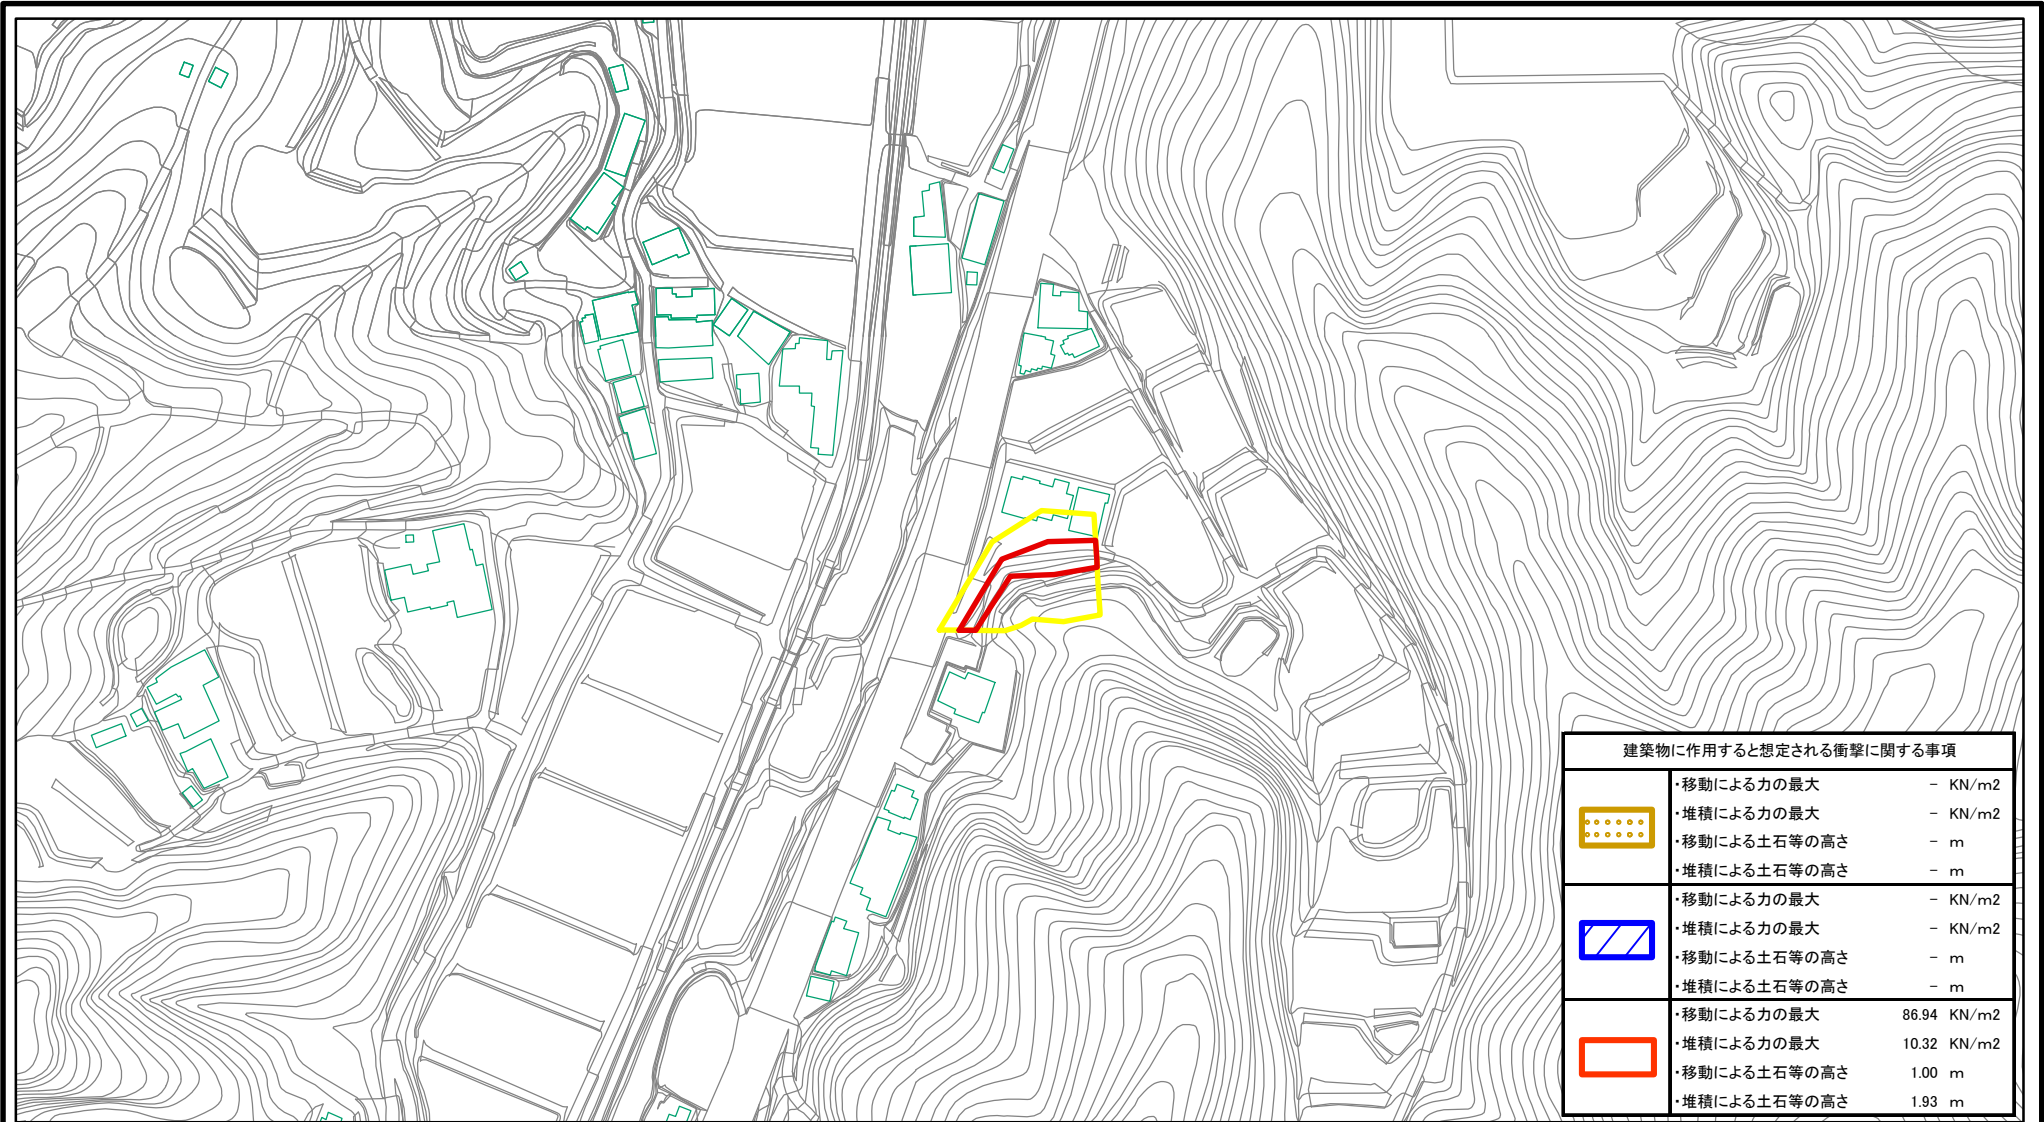 建築物に作用すると想定される衝撃に関する事項
・移動による力の最大 － KN/m2
・堆積による力の最大 － KN/m2
・移動による土石等の高さ － m
・堆積による土石等の高さ － m
・移動による力の最大 － KN/m2
・堆積による力の最大 － KN/m2
・移動による土石等の高さ － m
・堆積による土石等の高さ － m
・移動による力の最大 86.94 KN/m2
・堆積による力の最大 10.32 KN/m2
・移動による土石等の高さ 1.00 m
・堆積による土石等の高さ 1.93 m